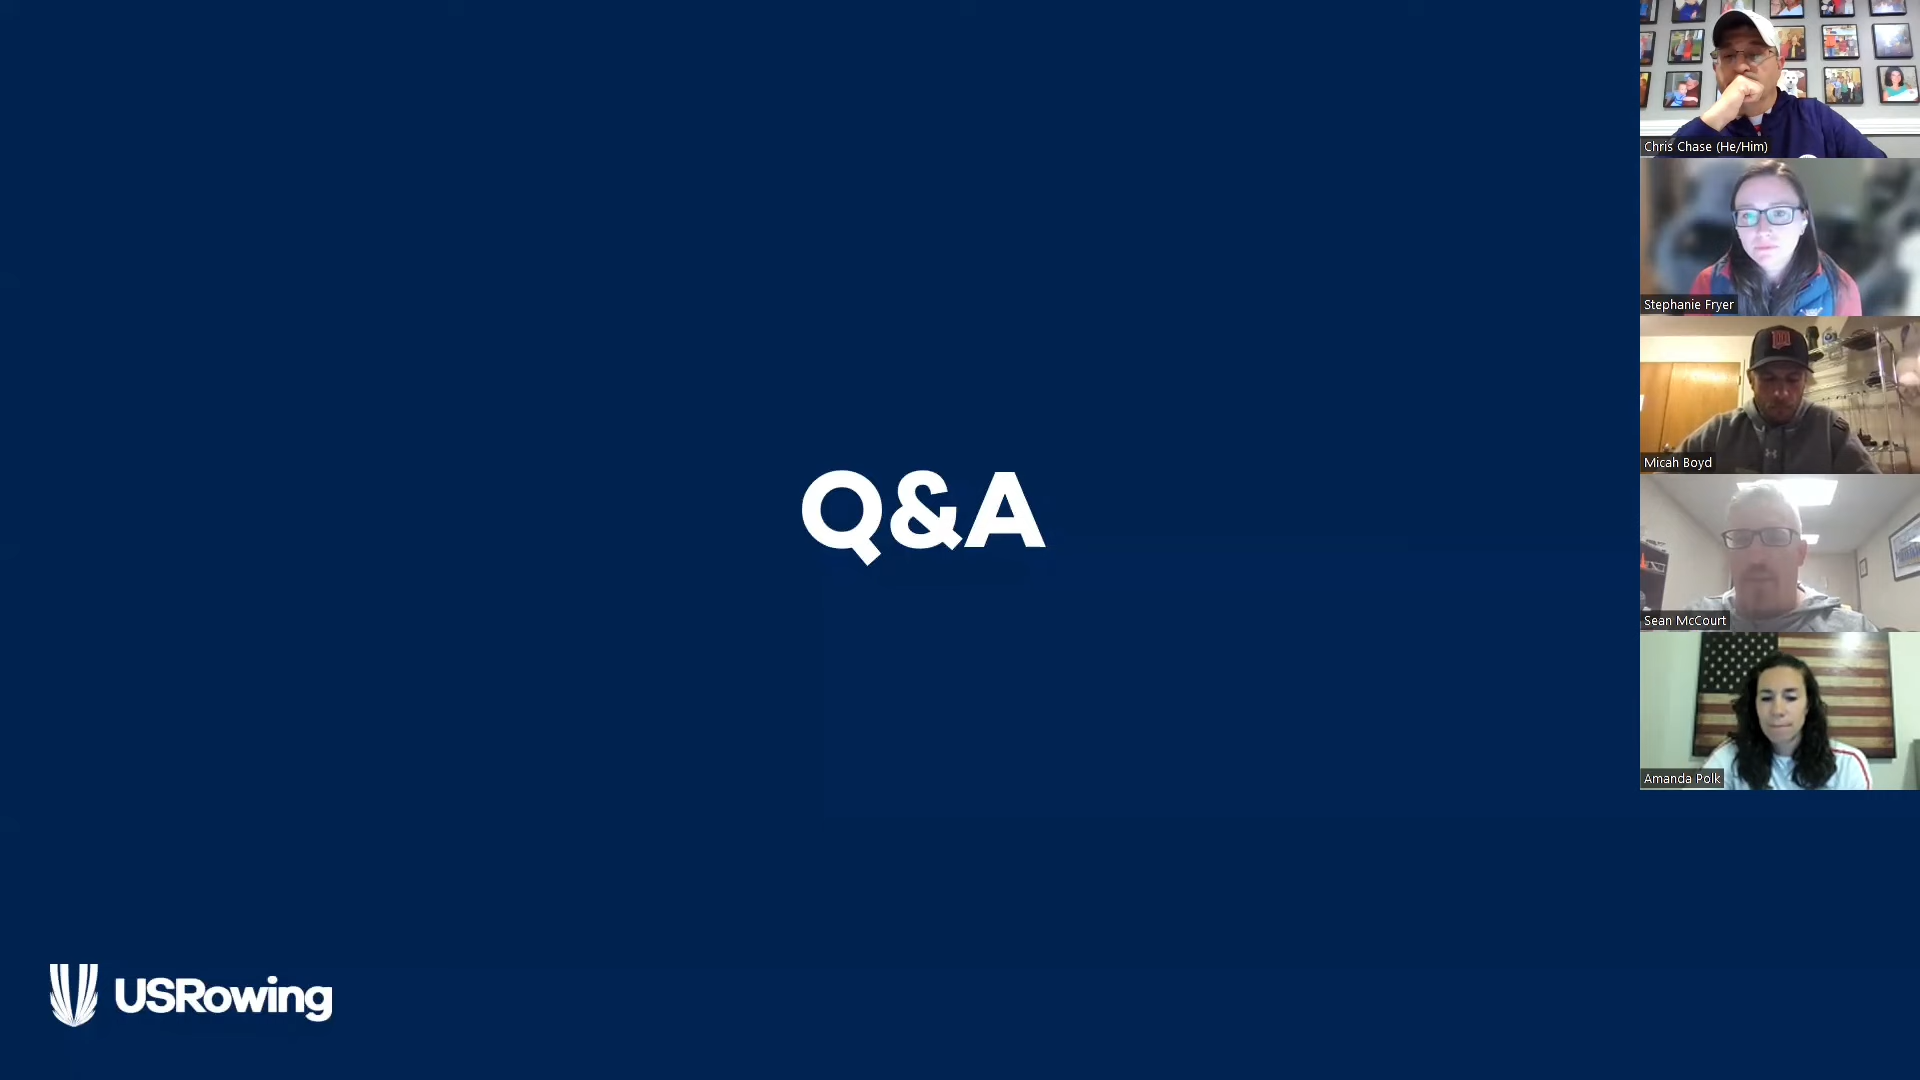 Chris Chase (He/Him)
Stephanie Fryer
Q&A
Micah Boyd
Sean McCourt
Amanda Polk
USRowing